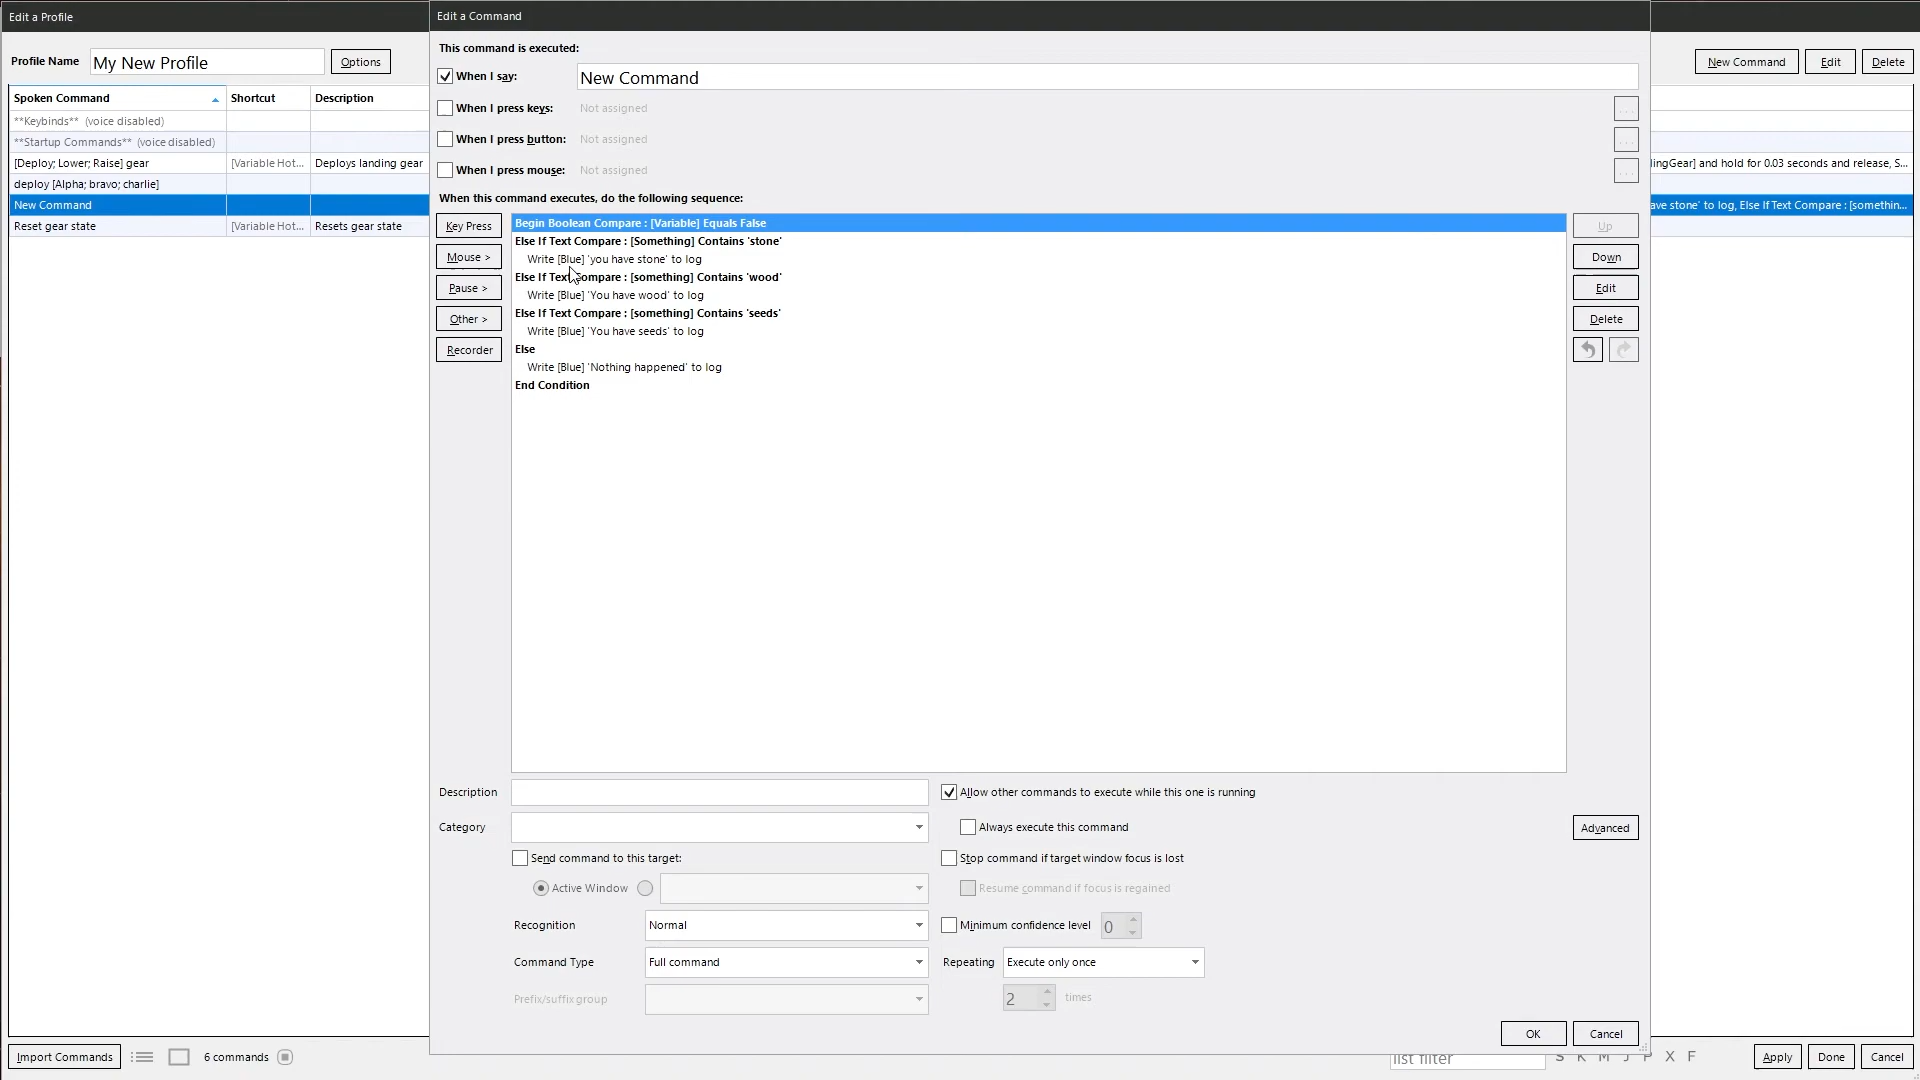 Edit a Profile
Edit a Command
Profile Name
My New Profile
Options
New Command
Edit
Delete
Spoken Command
Shortcut
Description
**Keybinds** (voice disabled)
**Startup Commands** (voice disabled)
[Deploy; Lower; Raise] gear
[Variable Hot...
Deploys landing gear
lingGear] and hold for 0.03 seconds and release, S...
deploy [Alpha; bravo; charlie]
New Command
ave stone' to log, Else If Text Compare : [somethin...
Reset gear state
[Variable Hot...
Resets gear state
This command is executed:
When I say:
New Command
When I press keys:
Not assigned
...
When I press button:
Not assigned
...
When I press mouse:
Not assigned
...
When this command executes, do the following sequence:
Key Press
Mouse >
Pause >
Other >
Recorder
Begin Boolean Compare : [Variable] Equals False
Else If Text Compare : [Something] Contains 'stone'
Write [Blue] 'you have stone' to log
Else If Text Compare : [something] Contains 'wood'
Write [Blue] 'You have wood' to log
Else If Text Compare : [something] Contains 'seeds'
Write [Blue] 'You have seeds' to log
Else
Write [Blue] 'Nothing happened' to log
End Condition
Up
Down
Edit
Delete
Description
Allow other commands to execute while this one is running
Category
Always execute this command
Advanced
Send command to this target:
Stop command if target window focus is lost
Active Window
Resume command if focus is regained
Recognition
Normal
Minimum confidence level
0
Command Type
Full command
Repeating
Execute only once
Prefix/suffix group
2
times
OK
Cancel
Import Commands
6 commands
list filter
S K M J P X F
Apply
Done
Cancel